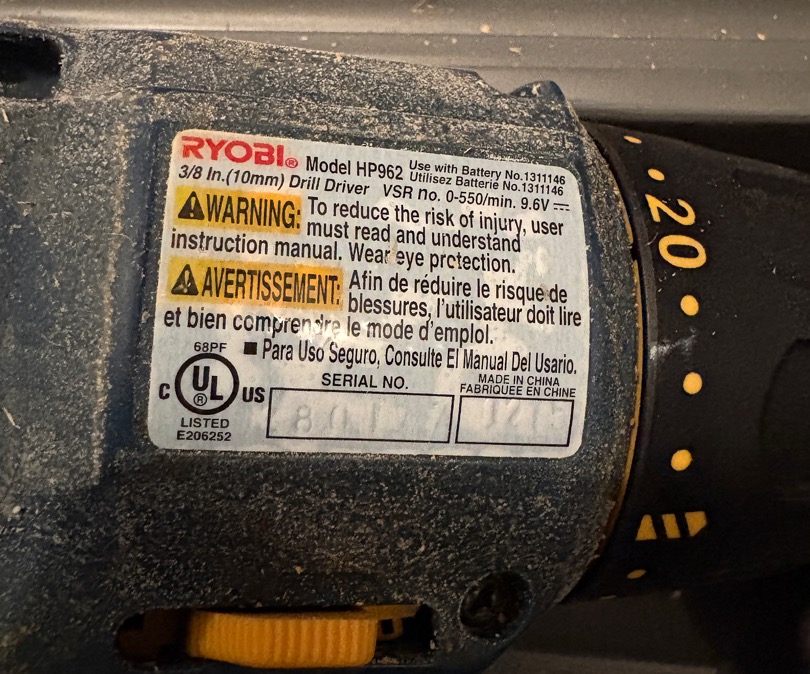 RYOBI® Model HP962 Use with Battery No.1311146
Utilisez Batterie No.1311146
3/8 In.(10mm) Drill Driver VSR no. 0-550/min. 9.6V
WARNING: To reduce the risk of injury, user
must read and understand
instruction manual. Wear eye protection.
AVERTISSEMENT: Afin de réduire le risque de
blessures, l'utilisateur doit lire
et bien comprendre le mode d'emploi.
68PF ■ Para Uso Seguro, Consulte El Manual Del Usario.
C UL ® US
LISTED
E206252
SERIAL NO.
MADE IN CHINA
FABRIQUEE EN CHINE
20